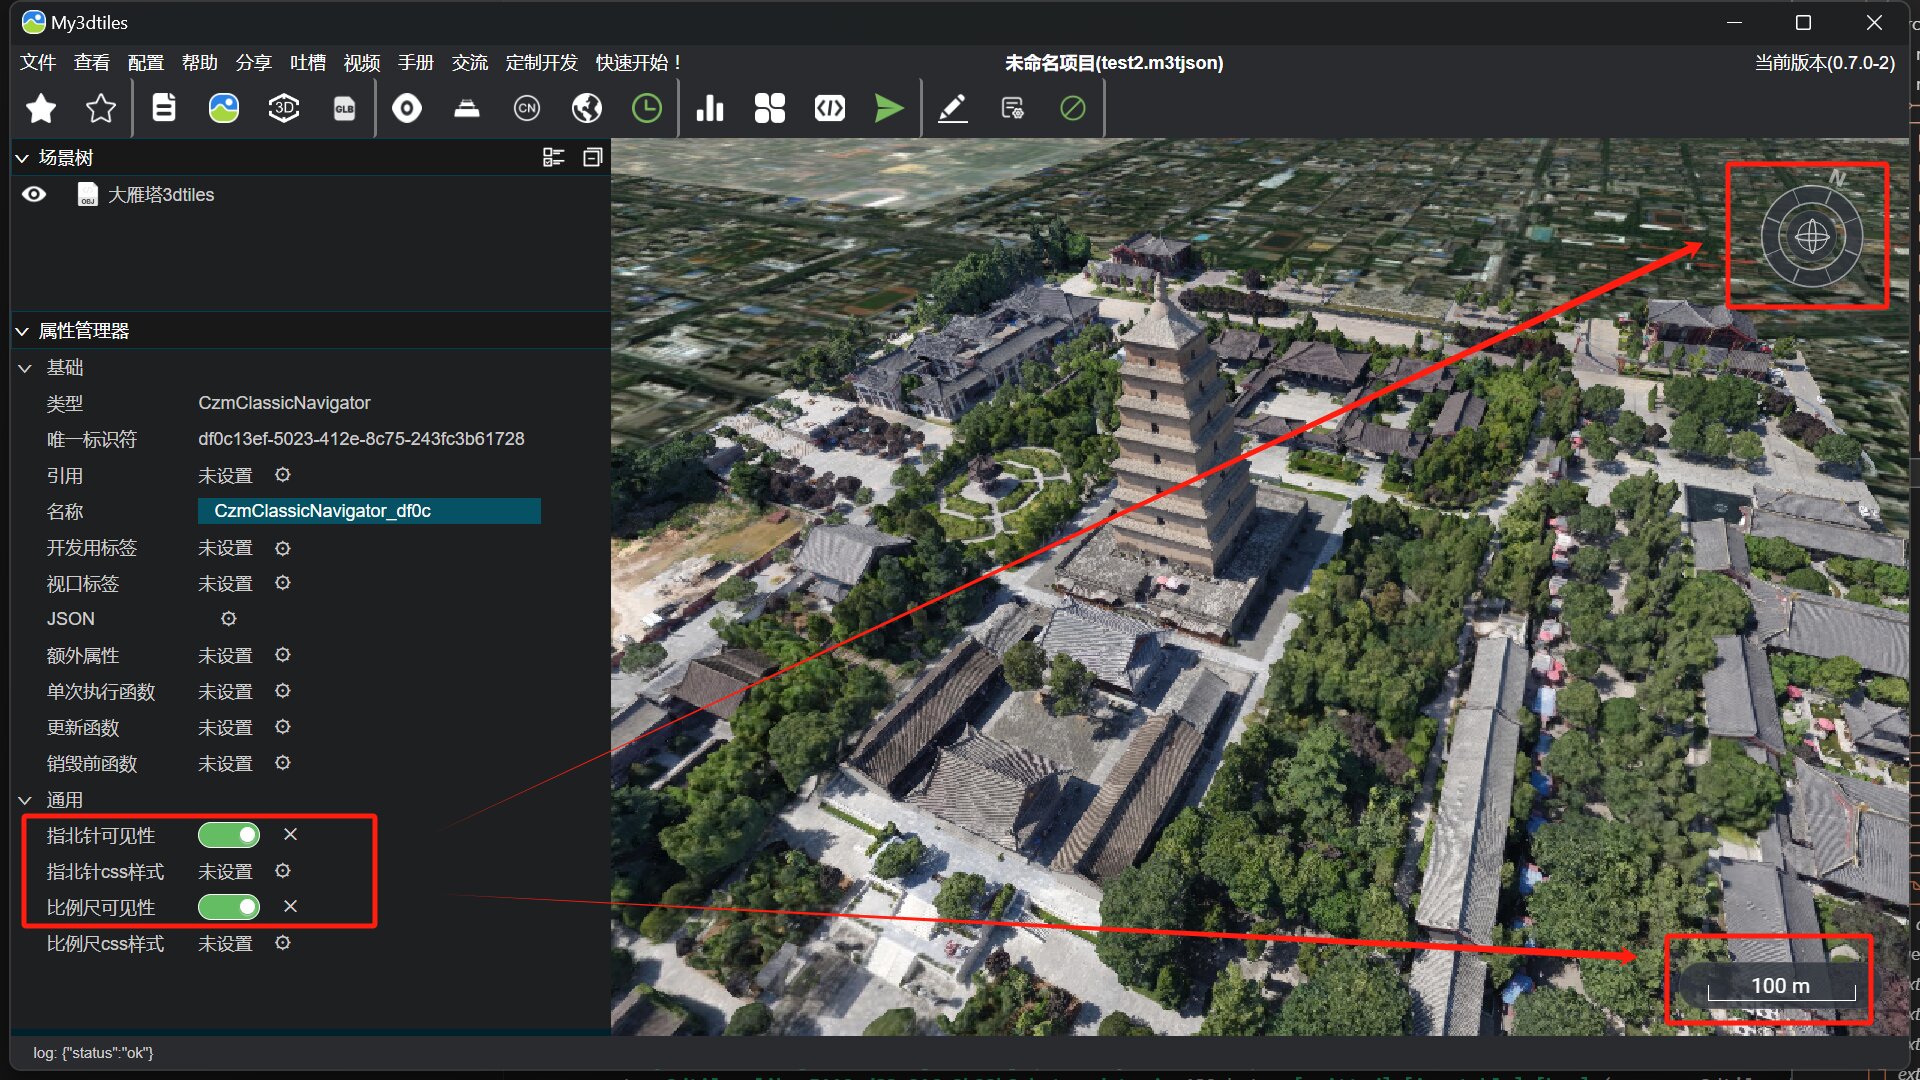 My3dtiles
文件 查看 配置 帮助 分享 吐槽 视频 手册 交流 定制开发 快速开始！ 未命名项目(test2.m3tjson) 当前版本(0.7.0-2)
3D GLB CN
场景树
OBJ 大雁塔3dtiles
N
属性管理器
基础
类型 CzmClassicNavigator
唯一标识符 df0c13ef-5023-412e-8c75-243fc3b61728
引用 未设置
名称 CzmClassicNavigator_df0c
开发用标签 未设置
视口标签 未设置
JSON
额外属性 未设置
单次执行函数 未设置
更新函数 未设置
销毁前函数 未设置
通用
指北针可见性
指北针css样式 未设置
比例尺可见性
比例尺css样式 未设置
100 m
log: {"status":"ok"}